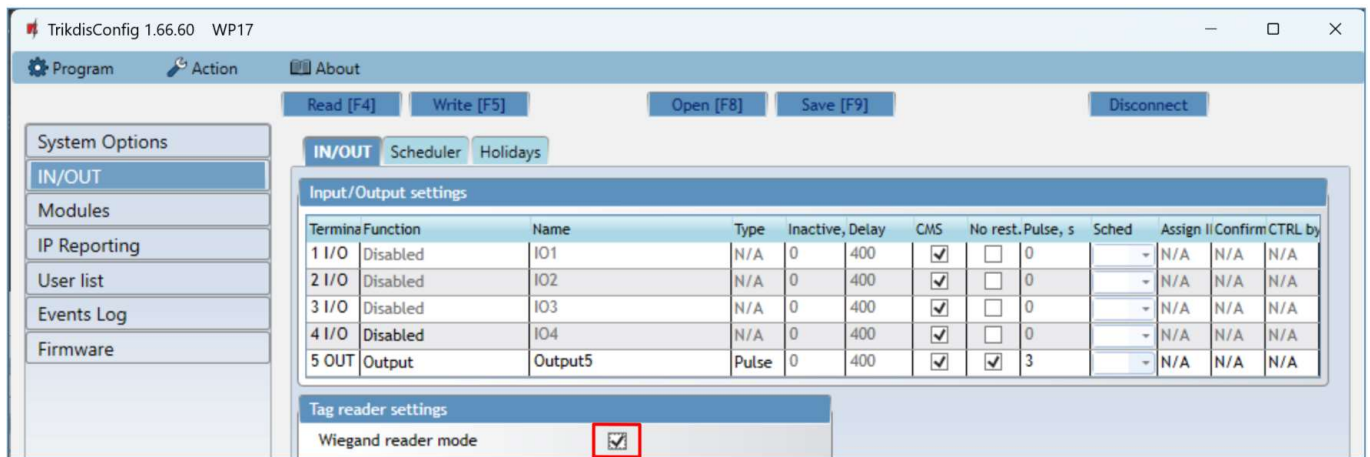 TrikdisConfig 1.66.60 WP17
Program Action About
Read [F4] Write [F5] Open [F8] Save [F9] Disconnect
System Options
IN/OUT
Modules
IP Reporting
User list
Events Log
Firmware
IN/OUT Scheduler Holidays
Input/Output settings
Termina Function Name Type Inactive, Delay CMS No rest. Pulse, s Sched Assign I Confirm CTRL by
1 I/O Disabled IO1 N/A 0 400 0 N/A N/A N/A
2 I/O Disabled IO2 N/A 0 400 0 N/A N/A N/A
3 I/O Disabled IO3 N/A 0 400 0 N/A N/A N/A
4 I/O Disabled IO4 N/A 0 400 0 N/A N/A N/A
5 OUT Output Output5 Pulse 0 400 3 N/A N/A N/A
Tag reader settings
Wiegand reader mode